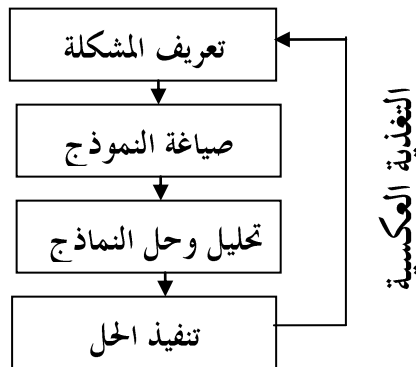 تعريف المشكلة
صياغة النموذج
تحليل وحل النماذج
تنفيذ الحل
التغذية العكسية